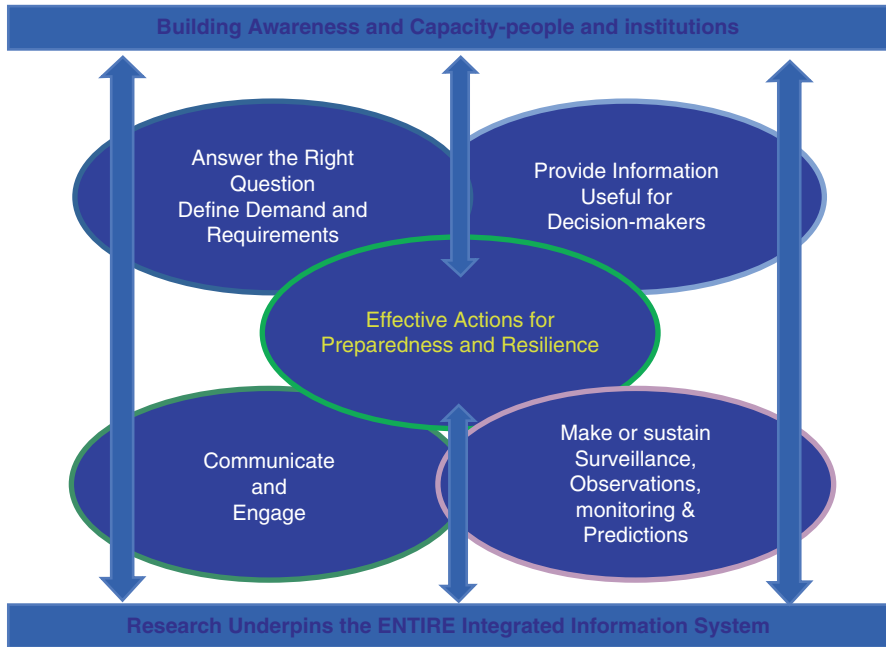 Building Awareness and Capacity-people and institutions
Answer the Right
Question
Define Demand and
Requirements
Provide Information
Useful for
Decision-makers
Effective Actions for
Preparedness and Resilience
Communicate
and
Engage
Make or sustain
Surveillance,
Observations,
monitoring &
Predictions
Research Underpins the ENTIRE Integrated Information System